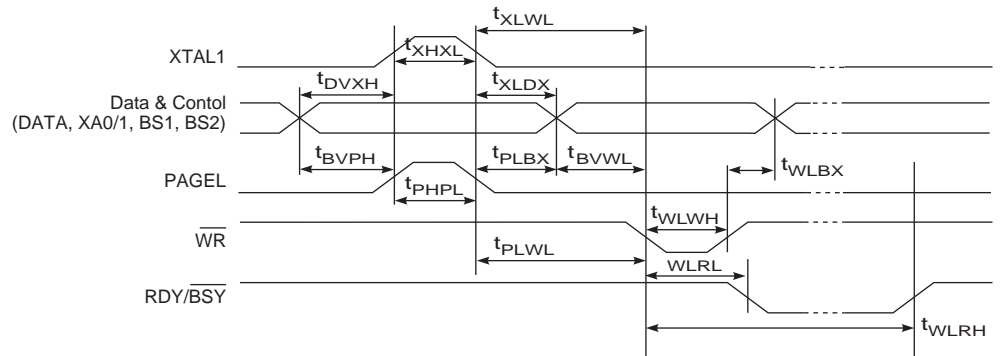 tXLWL
XTAL1
tXHXL
tDVXH
tXLDX
Data & Contol
(DATA, XA0/1, BS1, BS2)
tBVPH
tPLBX
tBVWL
tWLBX
PAGEL
tPHPL
tWLWH
WR
tPLWL
WLRL
RDY/BSY
tWLRH